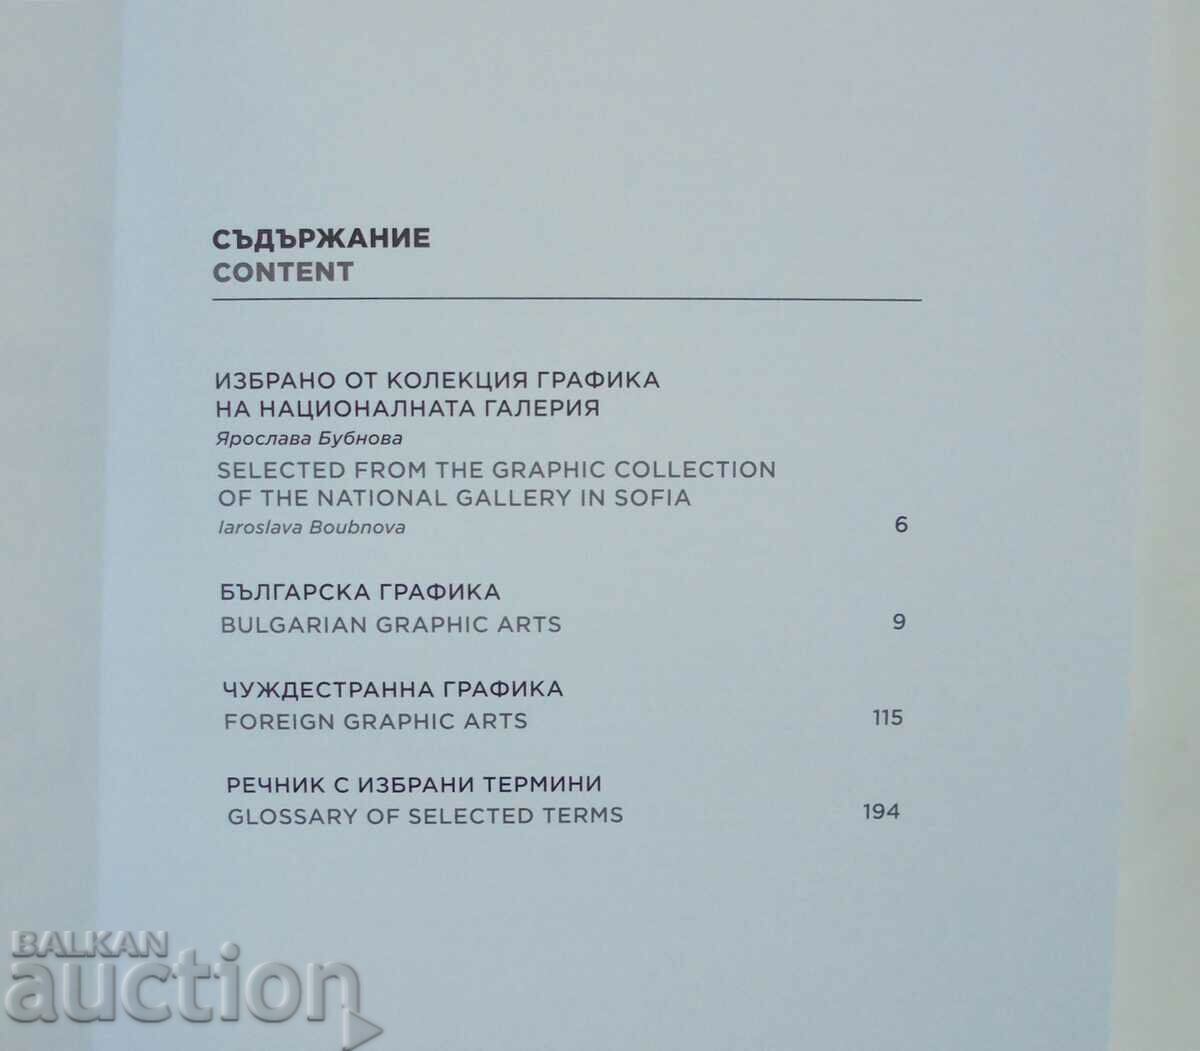 СЪДЪРЖАНИЕ
CONTENT
ИЗБРАНО ОТ КОЛЕКЦИЯ ГРАФИКА
НА НАЦИОНАЛНАТА ГАЛЕРИЯ
Ярослава Бубнова
SELECTED FROM THE GRAPHIC COLLECTION
OF THE NATIONAL GALLERY IN SOFIA
Iaroslava Boubnova 6
БЪЛГАРСКА ГРАФИКА
BULGARIAN GRAPHIC ARTS 9
ЧУЖДЕСТРАННА ГРАФИКА
FOREIGN GRAPHIC ARTS 115
РЕЧНИК С ИЗБРАНИ ТЕРМИНИ
GLOSSARY OF SELECTED TERMS 194
BALKAN
auction